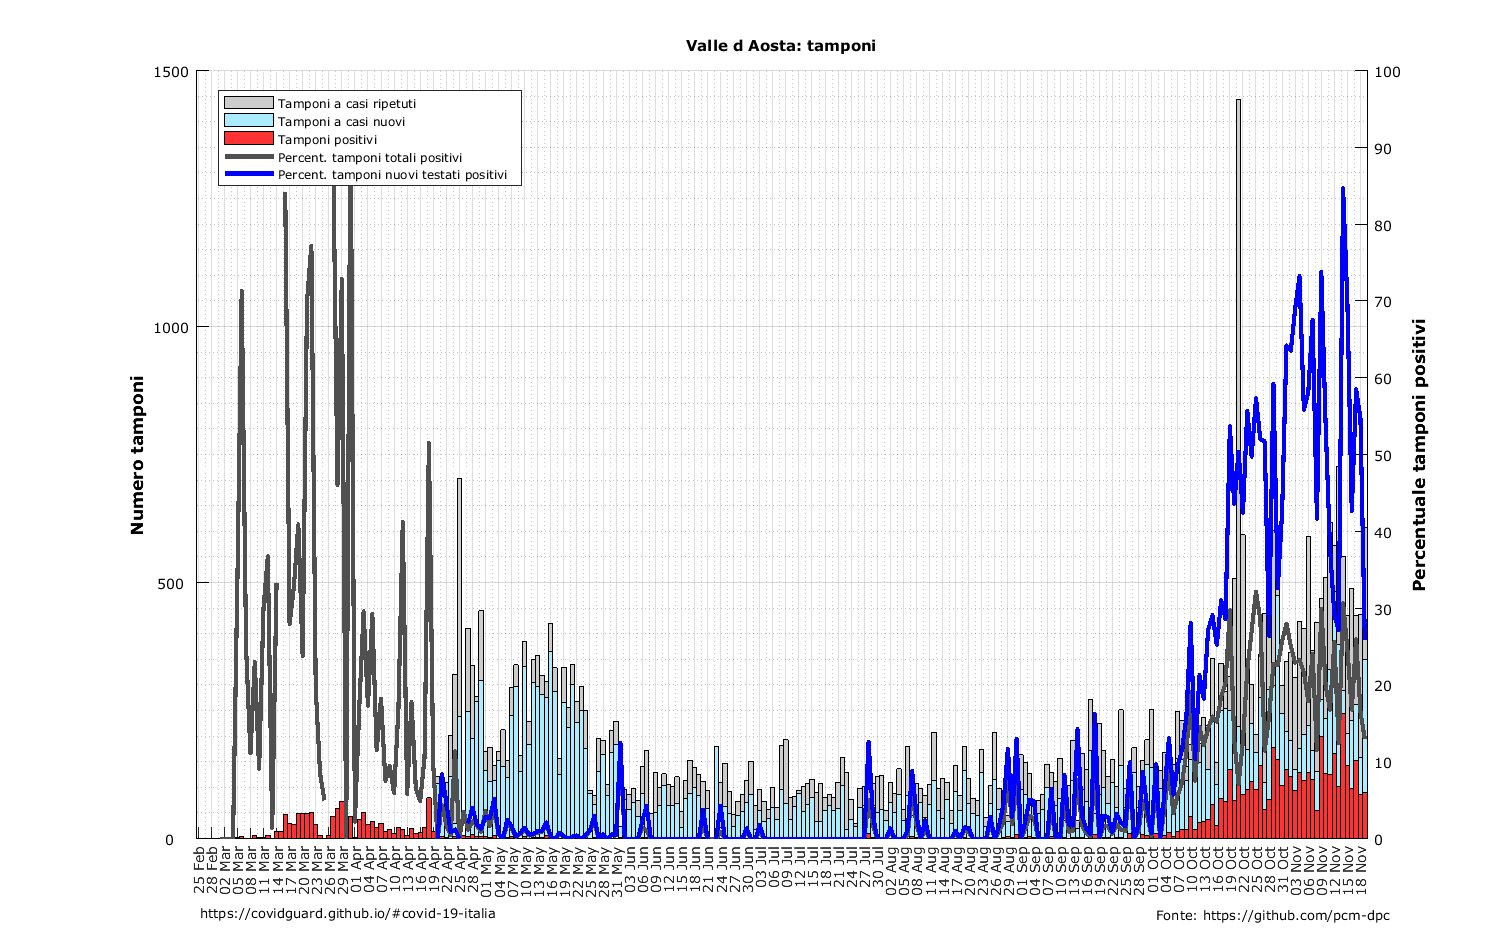 Valle d Aosta: tamponi
1500
1000
500
0
100
90
80
70
60
50
40
30
20
10
0
Tamponi a casi ripetuti
Tamponi a casi nuovi
Tamponi positivi
Percent. tamponi totali positivi
Percent. tamponi nuovi testati positivi
Numero tamponi
Percentuale tamponi positivi
25 Feb
28 Feb
02 Mar
05 Mar
08 Mar
11 Mar
14 Mar
17 Mar
20 Mar
23 Mar
26 Mar
29 Mar
01 Apr
04 Apr
07 Apr
10 Apr
13 Apr
16 Apr
19 Apr
22 Apr
25 Apr
28 Apr
01 May
04 May
07 May
10 May
13 May
16 May
19 May
22 May
25 May
28 May
31 May
03 Jun
06 Jun
09 Jun
12 Jun
15 Jun
18 Jun
21 Jun
24 Jun
27 Jun
30 Jun
03 Jul
06 Jul
09 Jul
12 Jul
15 Jul
18 Jul
21 Jul
24 Jul
27 Jul
30 Jul
02 Aug
05 Aug
08 Aug
11 Aug
14 Aug
17 Aug
20 Aug
23 Aug
26 Aug
29 Aug
01 Sep
04 Sep
07 Sep
10 Sep
13 Sep
16 Sep
19 Sep
22 Sep
25 Sep
28 Sep
01 Oct
04 Oct
07 Oct
10 Oct
13 Oct
16 Oct
19 Oct
22 Oct
25 Oct
28 Oct
31 Oct
03 Nov
06 Nov
09 Nov
12 Nov
15 Nov
18 Nov
https://covidguard.github.io/#covid-19-italia
Fonte: https://github.com/pcm-dpc